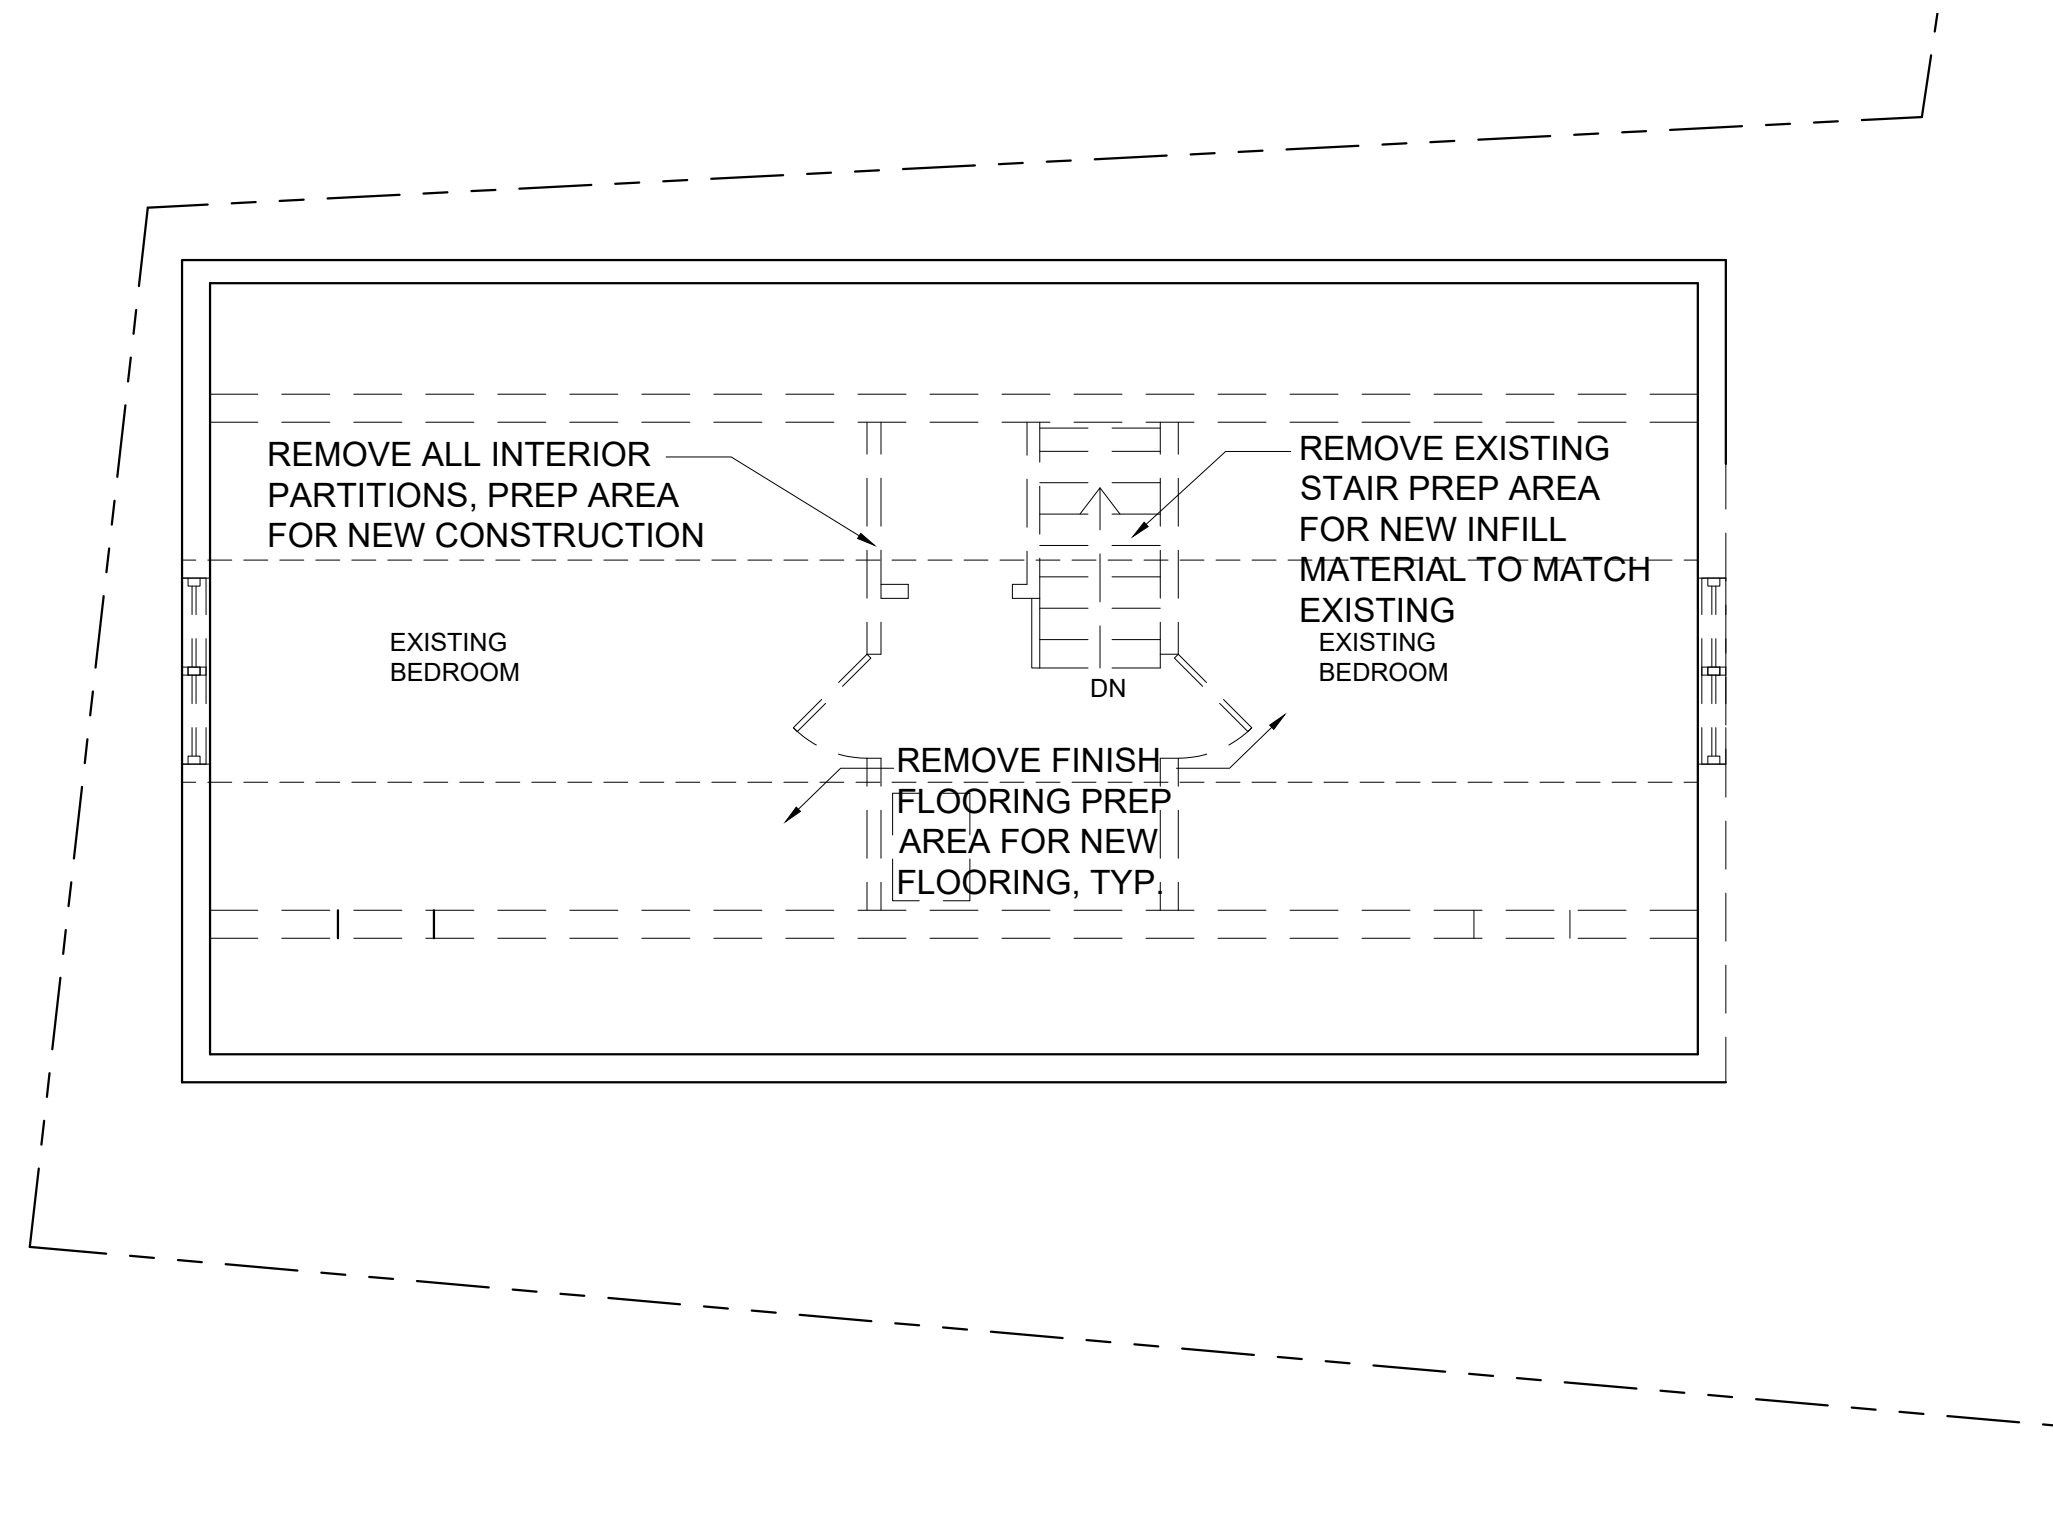 REMOVE ALL INTERIOR
PARTITIONS, PREP AREA
FOR NEW CONSTRUCTION
REMOVE EXISTING
STAIR PREP AREA
FOR NEW INFILL
MATERIAL TO MATCH
EXISTING
EXISTING
BEDROOM
EXISTING
BEDROOM
DN
REMOVE FINISH
FLOORING PREP
AREA FOR NEW
FLOORING, TYP.